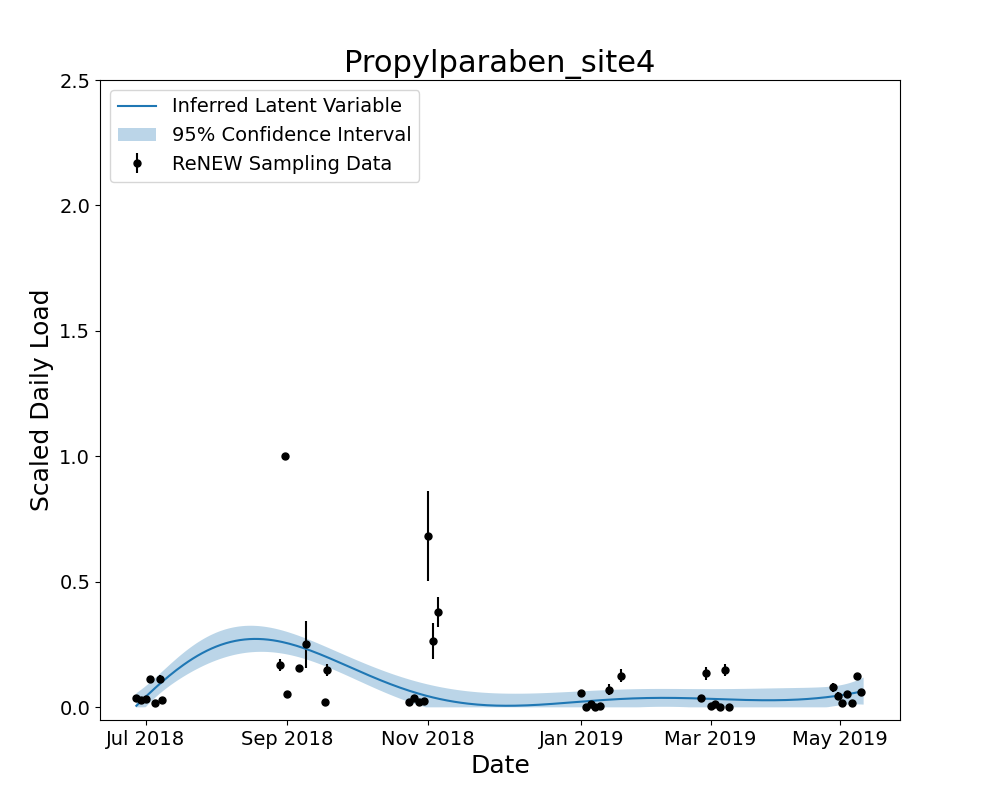 Propylparaben_site4
2.5
Inferred Latent Variable
95% Confidence Interval
ReNEW Sampling Data
2.0
1.5
1.0
0.5
0.0
Scaled Daily Load
Jul 2018 Sep 2018 Nov 2018 Jan 2019 Mar 2019 May 2019
Date